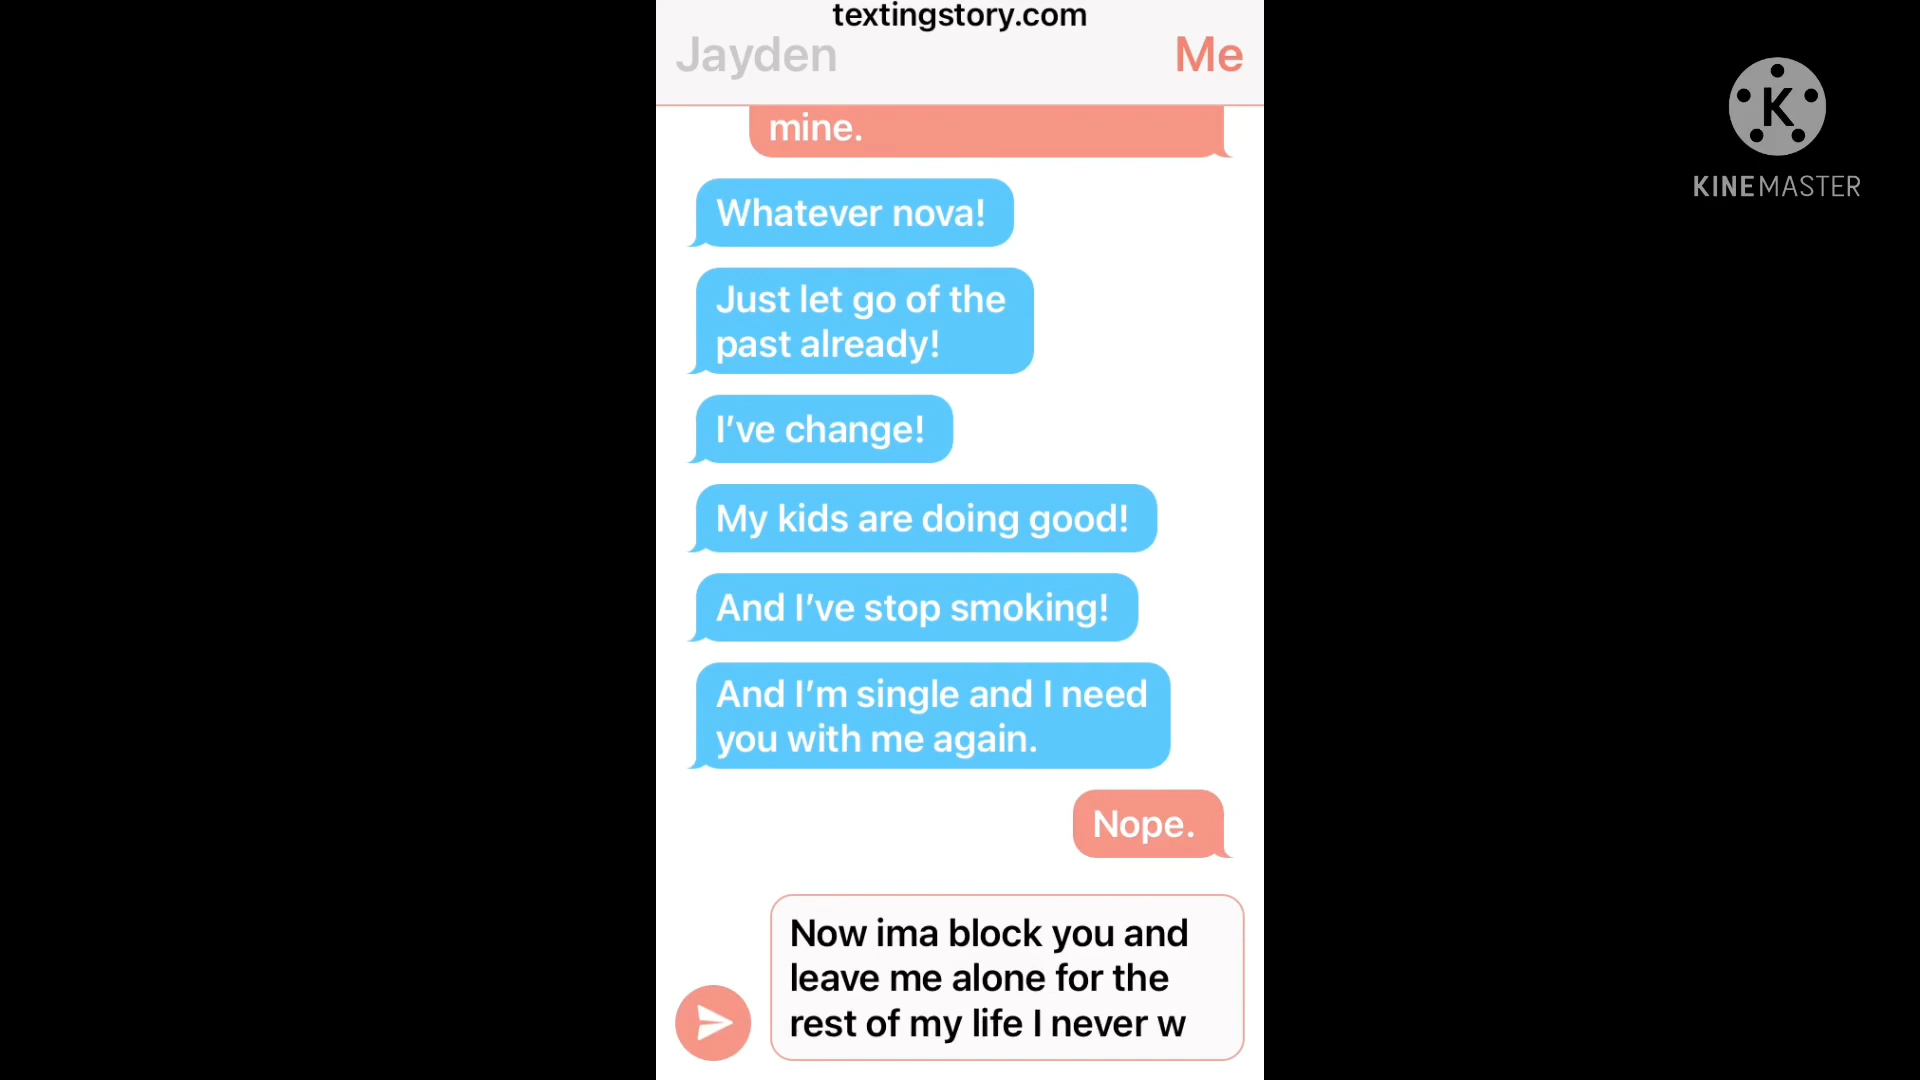 textingstory.com
Jayden
Me
K
KINEMASTER
mine.
Whatever nova!
Just let go of the
past already!
I've change!
My kids are doing good!
And I've stop smoking!
And I'm single and I need
you with me again.
Nope.
Now ima block you and
leave me alone for the
rest of my life I never w